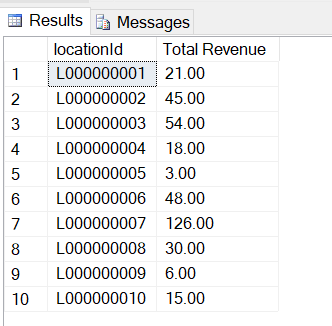 Results Messages
locationId Total Revenue
1 L000000001 21.00
2 L000000002 45.00
3 L000000003 54.00
4 L000000004 18.00
5 L000000005 3.00
6 L000000006 48.00
7 L000000007 126.00
8 L000000008 30.00
9 L000000009 6.00
10 L000000010 15.00